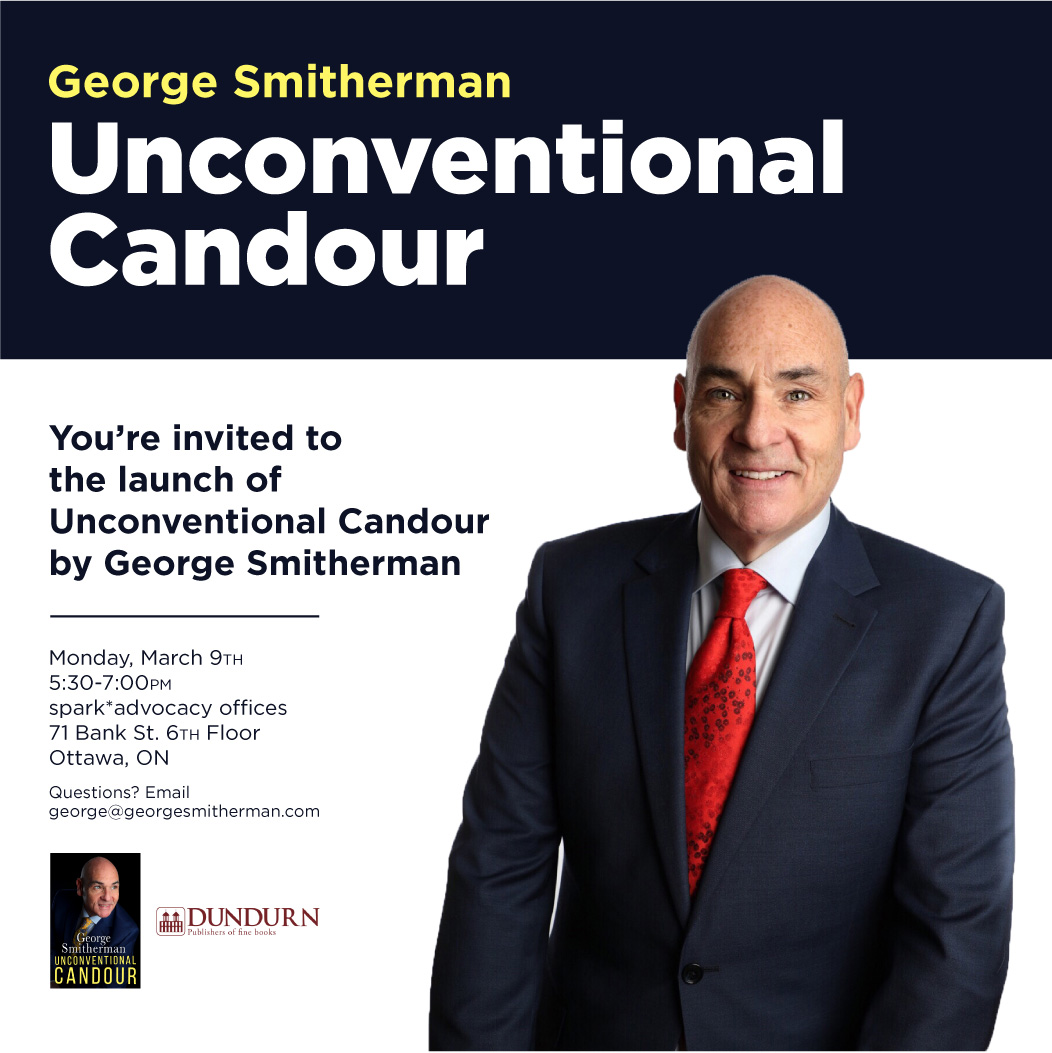 George Smitherman
Unconventional
Candour
You’re invited to
the launch of
Unconventional Candour
by George Smitherman
Monday, March 9TH
5:30-7:00PM
spark*advocacy offices
71 Bank St. 6TH Floor
Ottawa, ON
Questions? Email
george@georgesmitherman.com
George
Smitherman
UNCONVENTIONAL
CANDOUR
DUNDURN
Publishers of fine books